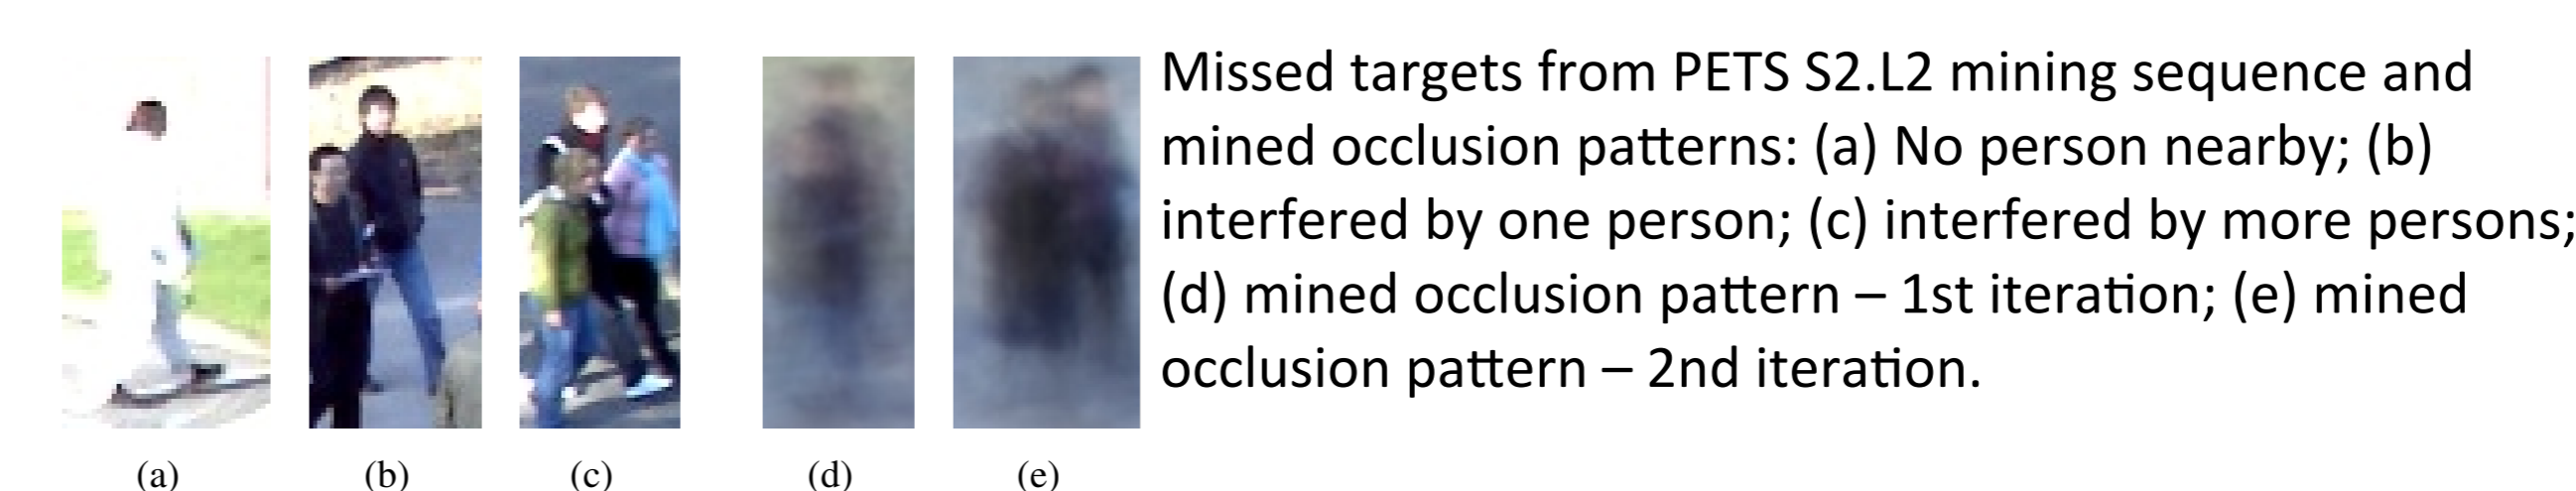 Missed targets from PETS S2.L2 mining sequence and
mined occlusion patterns: (a) No person nearby; (b)
interfered by one person; (c) interfered by more persons;
(d) mined occlusion pattern – 1st iteration; (e) mined
occlusion pattern – 2nd iteration.
(a) (b) (c) (d) (e)